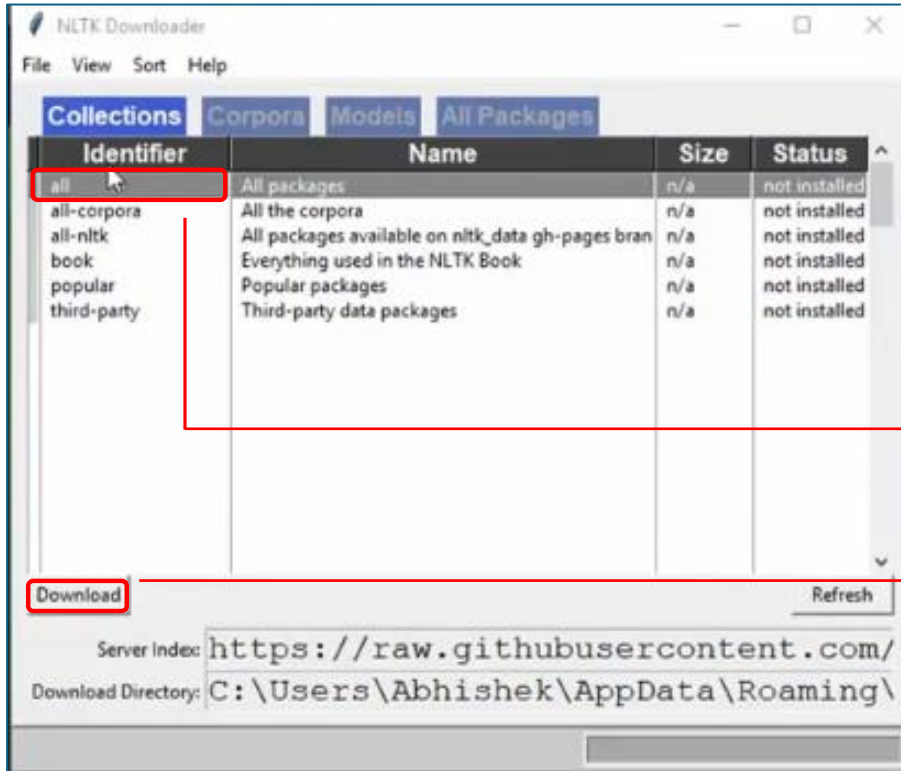 NLTK Downloader
File View Sort Help
Collections Corpora Models All Packages
Identifier Name Size Status
all All packages n/a not installed
all-corpora All the corpora n/a not installed
all-nltk All packages available on nltk_data gh-pages bran n/a not installed
book Everything used in the NLTK Book n/a not installed
popular Popular packages n/a not installed
third-party Third-party data packages n/a not installed
Download Refresh
Server Index: https://raw.githubusercontent.com/
Download Directory: C:\Users\Abhishek\AppData\Roaming\